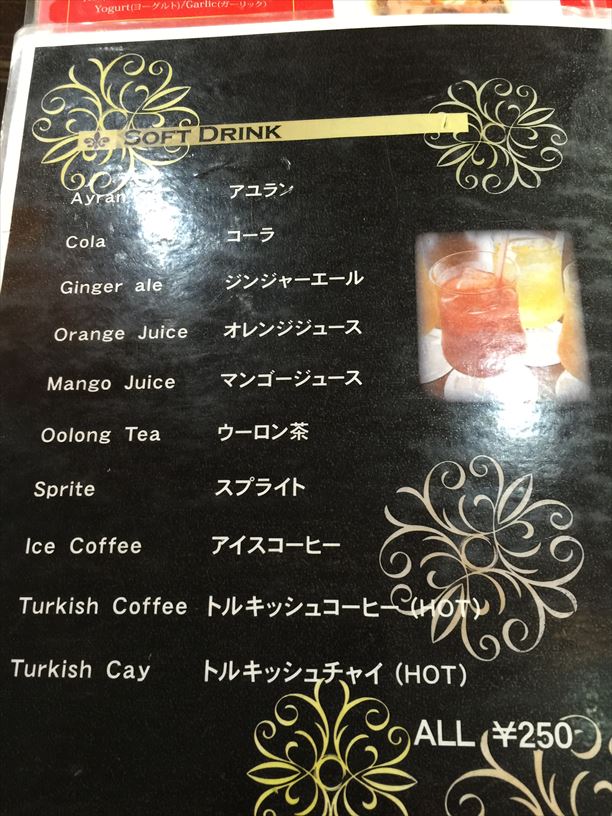 Yogurt(ヨーグルト)/Garlic(ガーリック)
SOFT DRINK
Ayran アユラン
Cola コーラ
Ginger ale ジンジャーエール
Orange Juice オレンジジュース
Mango Juice マンゴージュース
Oolong Tea ウーロン茶
Sprite スプライト
Ice Coffee アイスコーヒー
Turkish Coffee トルキッシュコーヒー (HOT)
Turkish Cay トルキッシュチャイ (HOT)
ALL ¥250